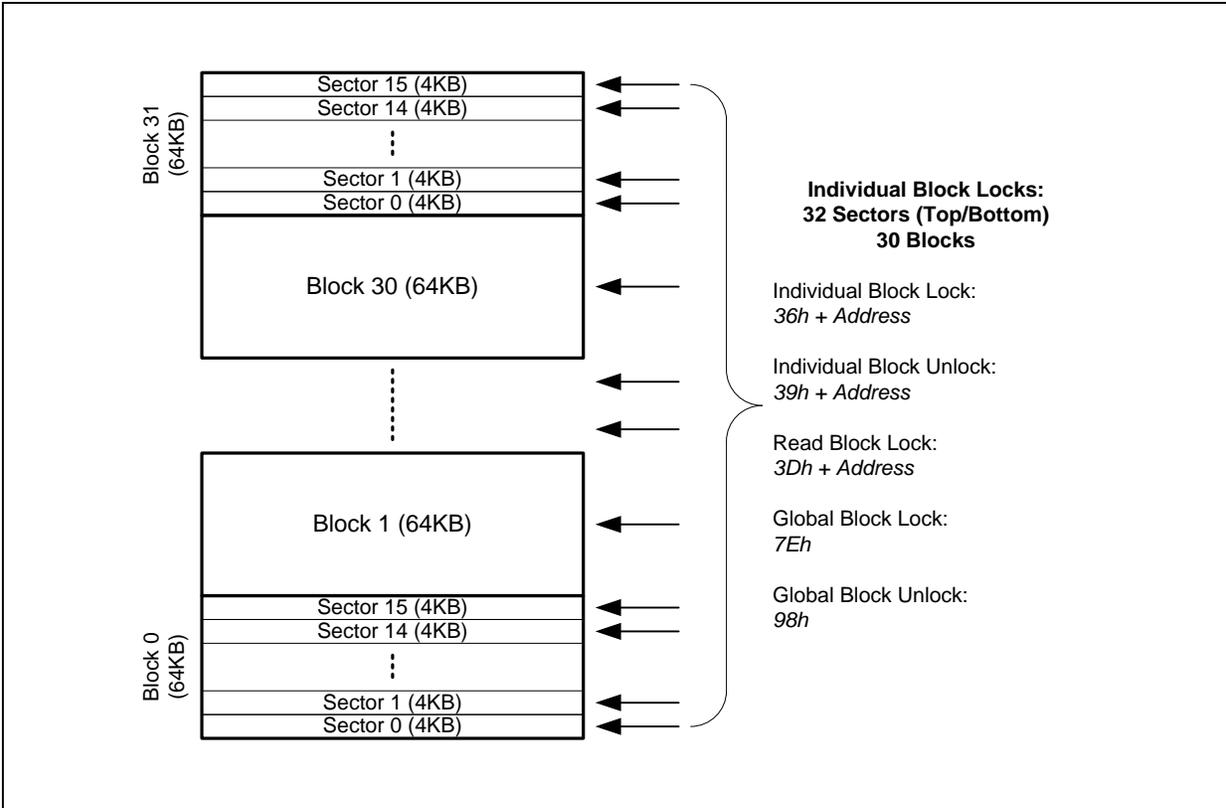 Block 31
(64KB)
Sector 15 (4KB)
Sector 14 (4KB)
Sector 1 (4KB)
Sector 0 (4KB)
Block 30 (64KB)
Block 1 (64KB)
Block 0
(64KB)
Sector 15 (4KB)
Sector 14 (4KB)
Sector 1 (4KB)
Sector 0 (4KB)
Individual Block Locks:
32 Sectors (Top/Bottom)
30 Blocks
Individual Block Lock:
36h + Address
Individual Block Unlock:
39h + Address
Read Block Lock:
3Dh + Address
Global Block Lock:
7Eh
Global Block Unlock:
98h